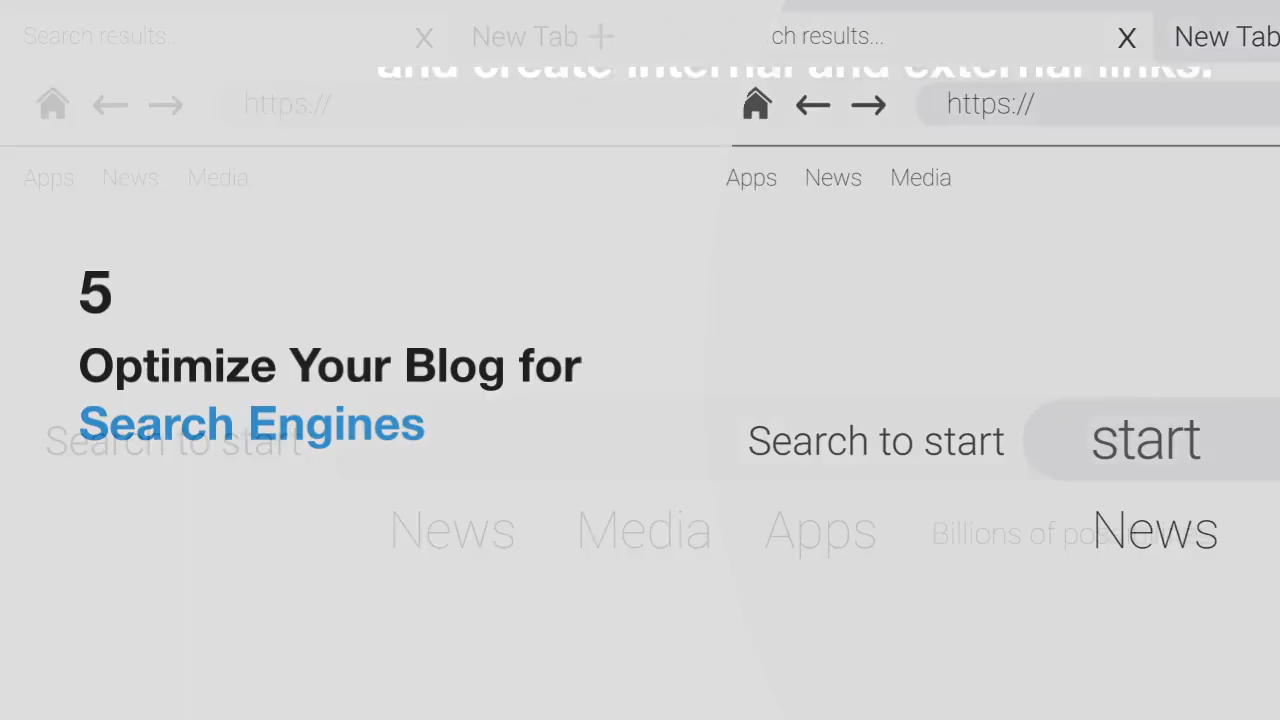 Search results..
X
New Tab +
ch results...
X
New Tab
and create internal and external links.
https://
https://
Apps News Media
Apps News Media
5
Optimize Your Blog for
Search Engines
Search to start
Search to start
start
News Media Apps Billions of
News